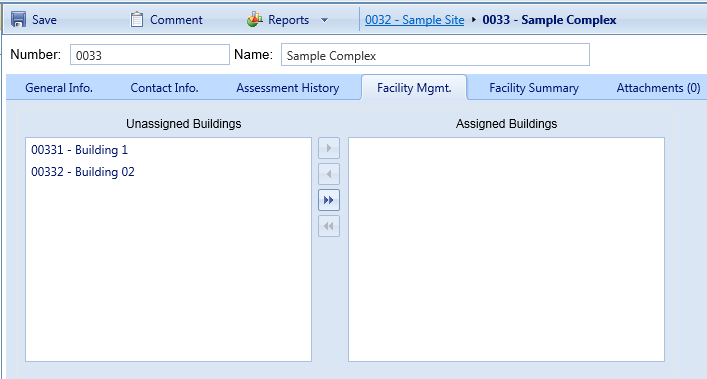 Save Comment Reports 0032 - Sample Site 0033 - Sample Complex
Number: 0033 Name: Sample Complex
General Info. Contact Info. Assessment History Facility Mgmt. Facility Summary Attachments (0)
Unassigned Buildings Assigned Buildings
00331 - Building 1
00332 - Building 02